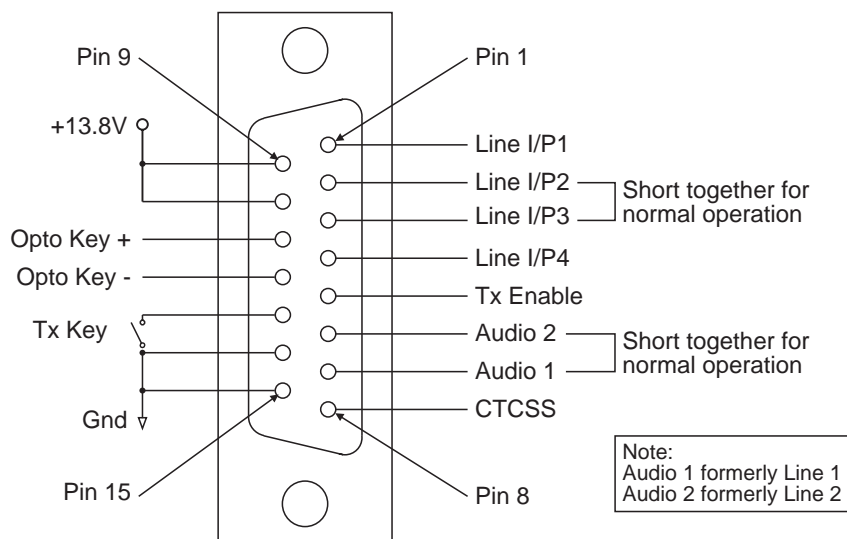 Pin 9
Pin 1
+13.8V
Line I/P1
Line I/P2
Line I/P3
Short together for
normal operation
Opto Key +
Line I/P4
Opto Key -
Tx Enable
Tx Key
Audio 2
Audio 1
Short together for
normal operation
CTCSS
Gnd
Pin 15
Pin 8
Note:
Audio 1 formerly Line 1
Audio 2 formerly Line 2